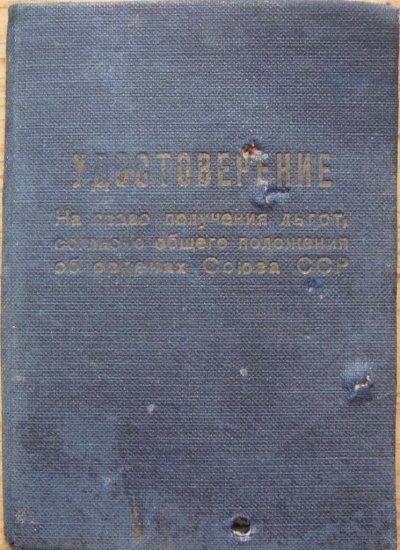 УДОСТОВЕРЕНИЕ
На право получения льгот,
согласно общего положения
об орденах Союза ССР